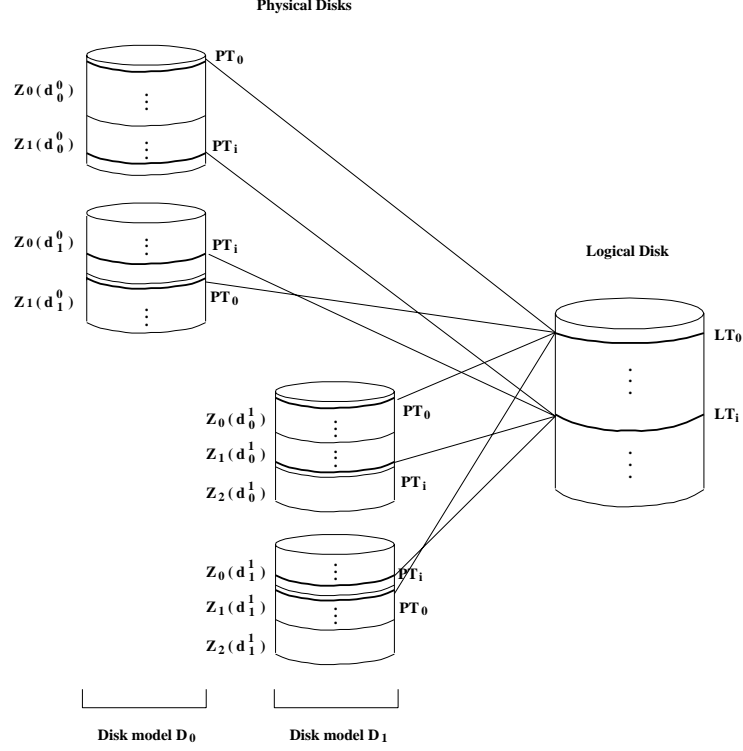 Physical Disks
PT₀
Z₀(d⁰₀)
Z₁(d⁰₀)
PTᵢ
Z₀(d⁰₁)
PTᵢ
Z₁(d⁰₁)
PT₀
Logical Disk
LT₀
LTᵢ
PT₀
Z₀(d¹₀)
Z₁(d¹₀)
PTᵢ
Z₂(d¹₀)
Z₀(d¹₁)
PTᵢ
Z₁(d¹₁)
PT₀
Z₂(d¹₁)
Disk model D₀
Disk model D₁